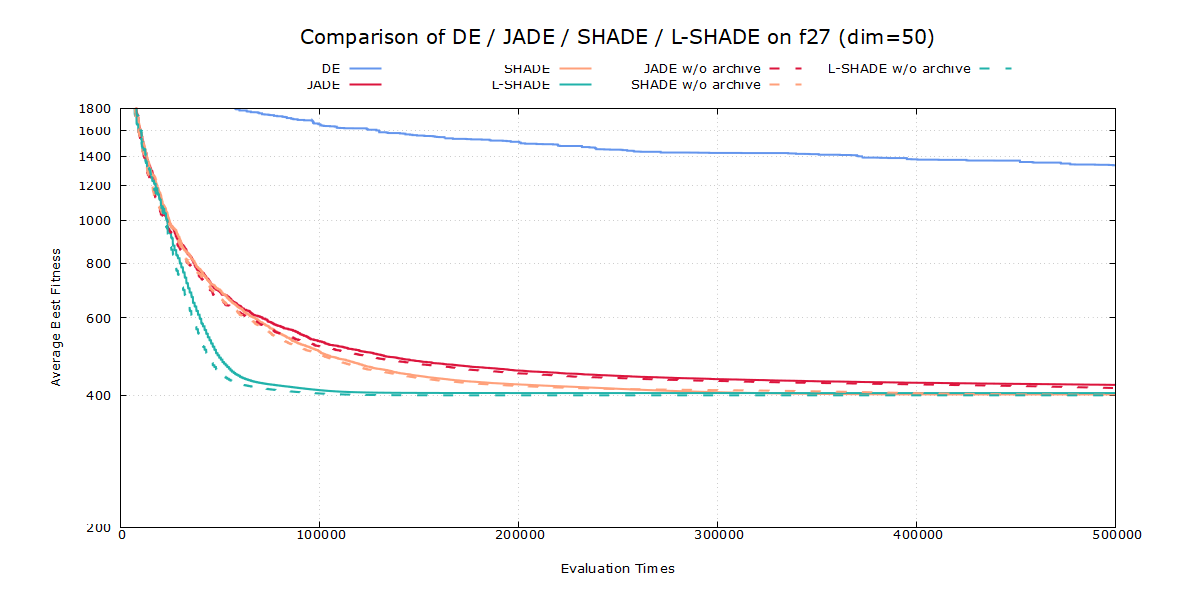 Comparison of DE / JADE / SHADE / L-SHADE on f27 (dim=50)
DE SHADE JADE w/o archive L-SHADE w/o archive
JADE L-SHADE SHADE w/o archive
1800
1600
1400
1200
1000
800
600
400
200
Average Best Fitness
0 100000 200000 300000 400000 500000
Evaluation Times